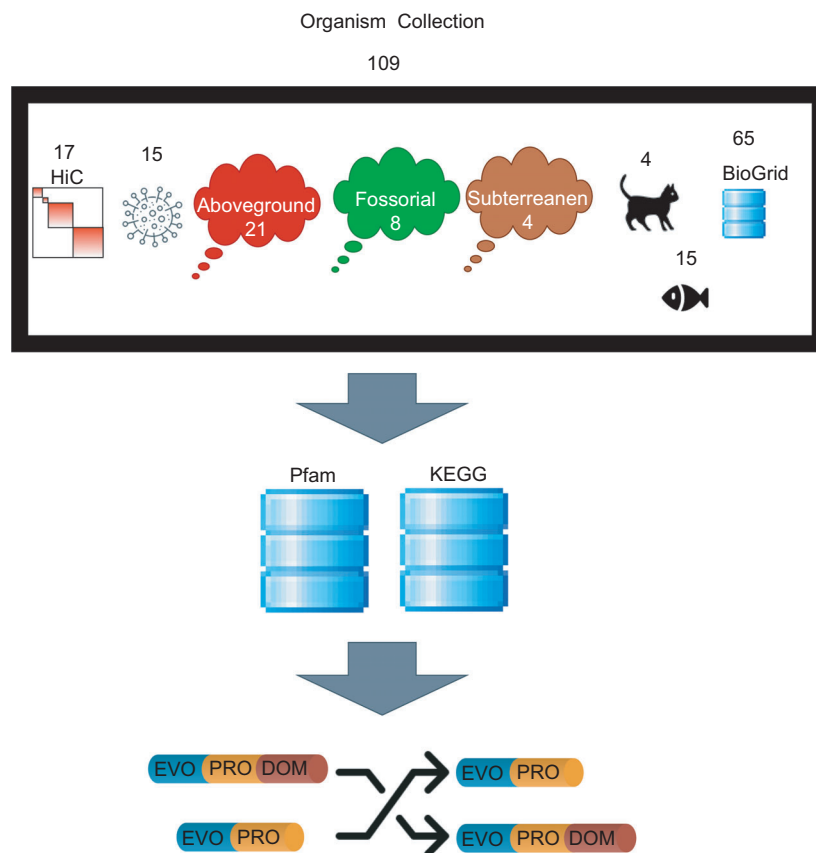 Organism Collection
109
17
HiC
15
Aboveground
21
Fossorial
8
Subterreanen
4
4
15
65
BioGrid
Pfam
KEGG
EVO PRO DOM
EVO PRO
EVO PRO
EVO PRO DOM